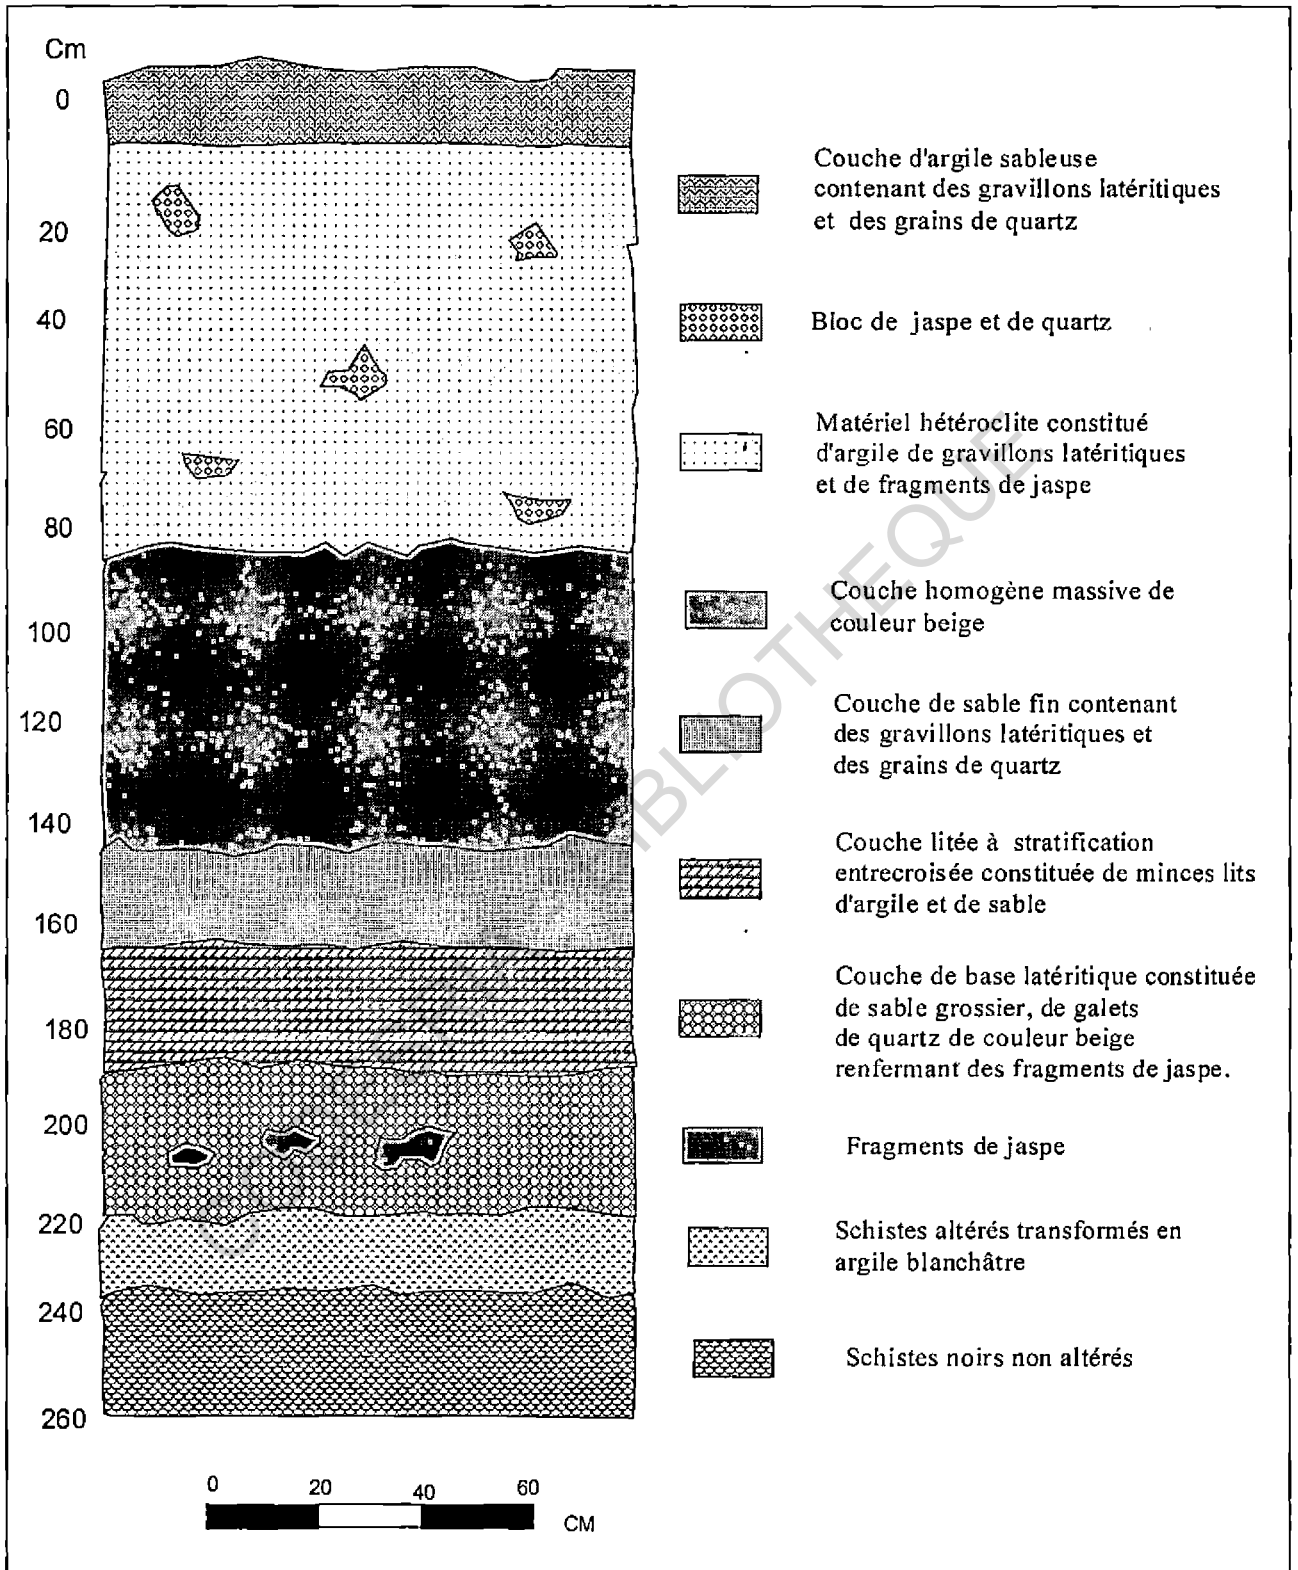 Cm
0
20
40
60
80
100
120
140
160
180
200
220
240
260
Couche d'argile sableuse
contenant des gravillons latéritiques
et des grains de quartz
Bloc de jaspe et de quartz
Matériel hétéroclite constitué
d'argile de gravillons latéritiques
et de fragments de jaspe
Couche homogène massive de
couleur beige
Couche de sable fin contenant
des gravillons latéritiques et
des grains de quartz
Couche litée à stratification
entrecroisée constituée de minces lits
d'argile et de sable
Couche de base latéritique constituée
de sable grossier, de galets
de quartz de couleur beige
renfermant des fragments de jaspe.
Fragments de jaspe
Schistes altérés transformés en
argile blanchâtre
Schistes noirs non altérés
0 20 40 60
CM
BIBLIOTHEQUE